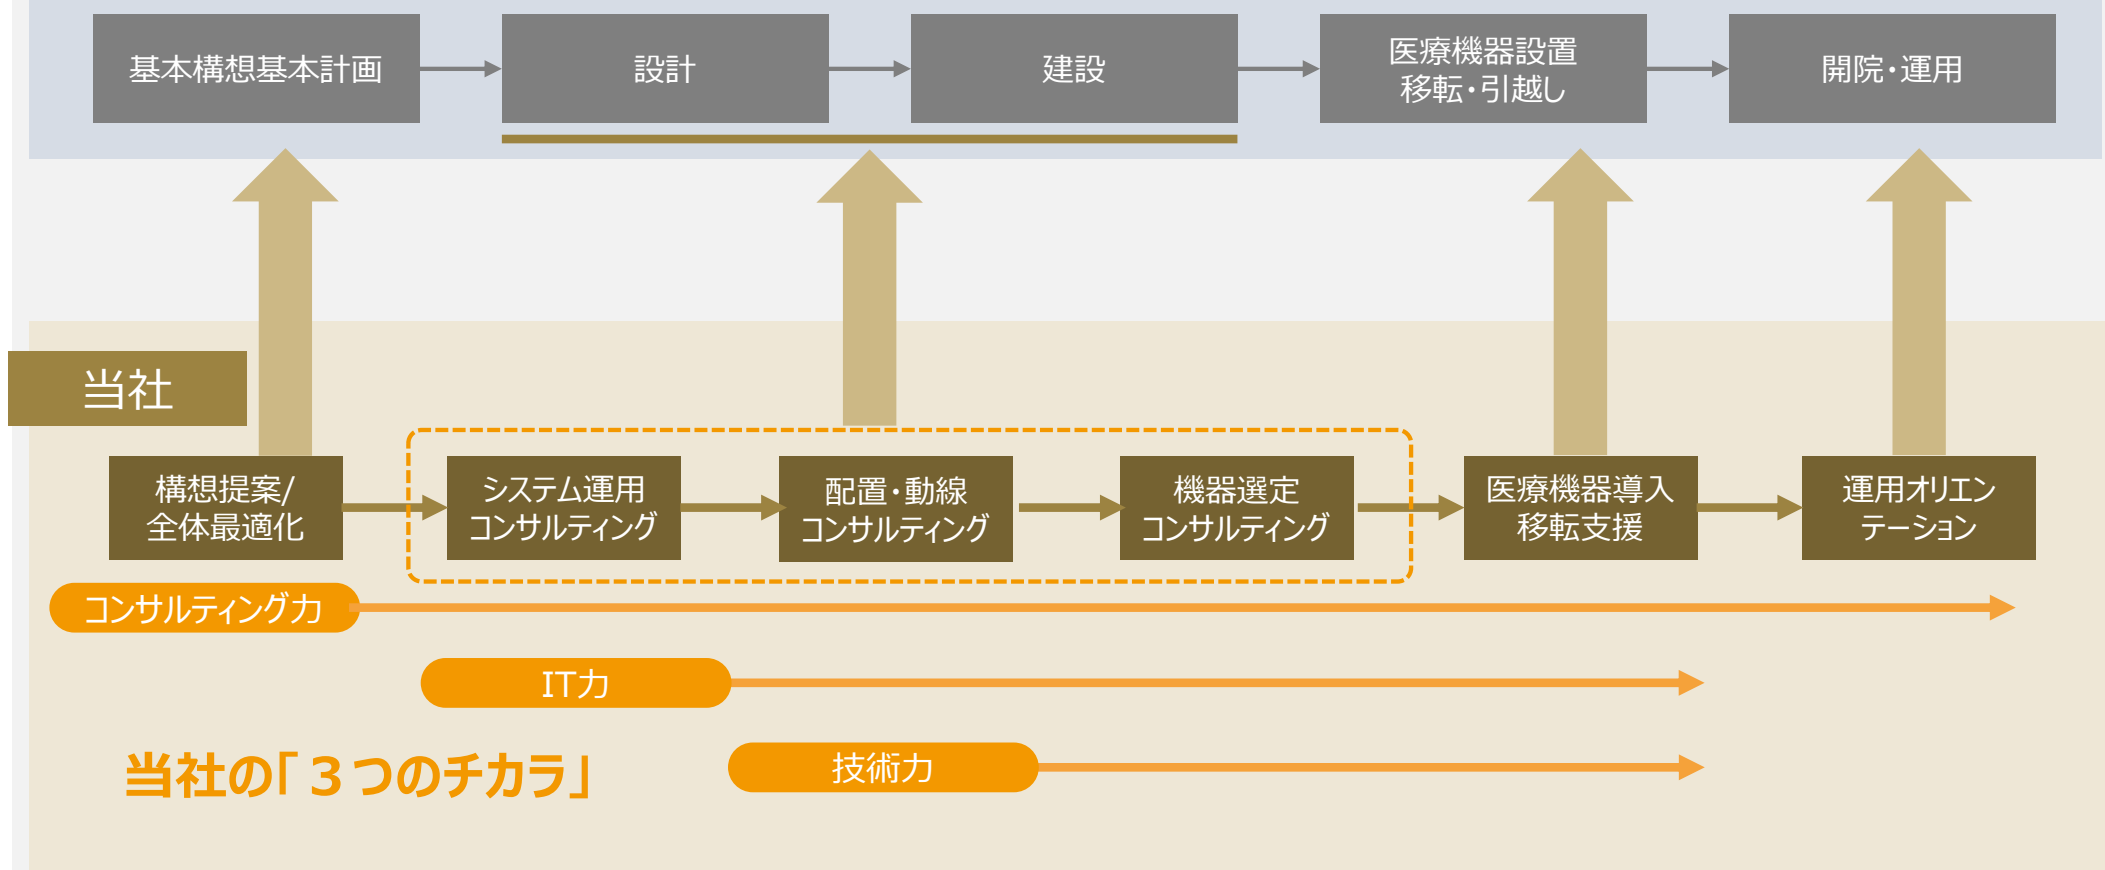 基本構想基本計画
設計
建設
医療機器設置
移転・引越し
開院・運用
当社
構想提案/
全体最適化
システム運用
コンサルティング
配置・動線
コンサルティング
機器選定
コンサルティング
医療機器導入
移転支援
運用オリエン
テーション
コンサルティング力
IT力
技術力
当社の「３つのチカラ」